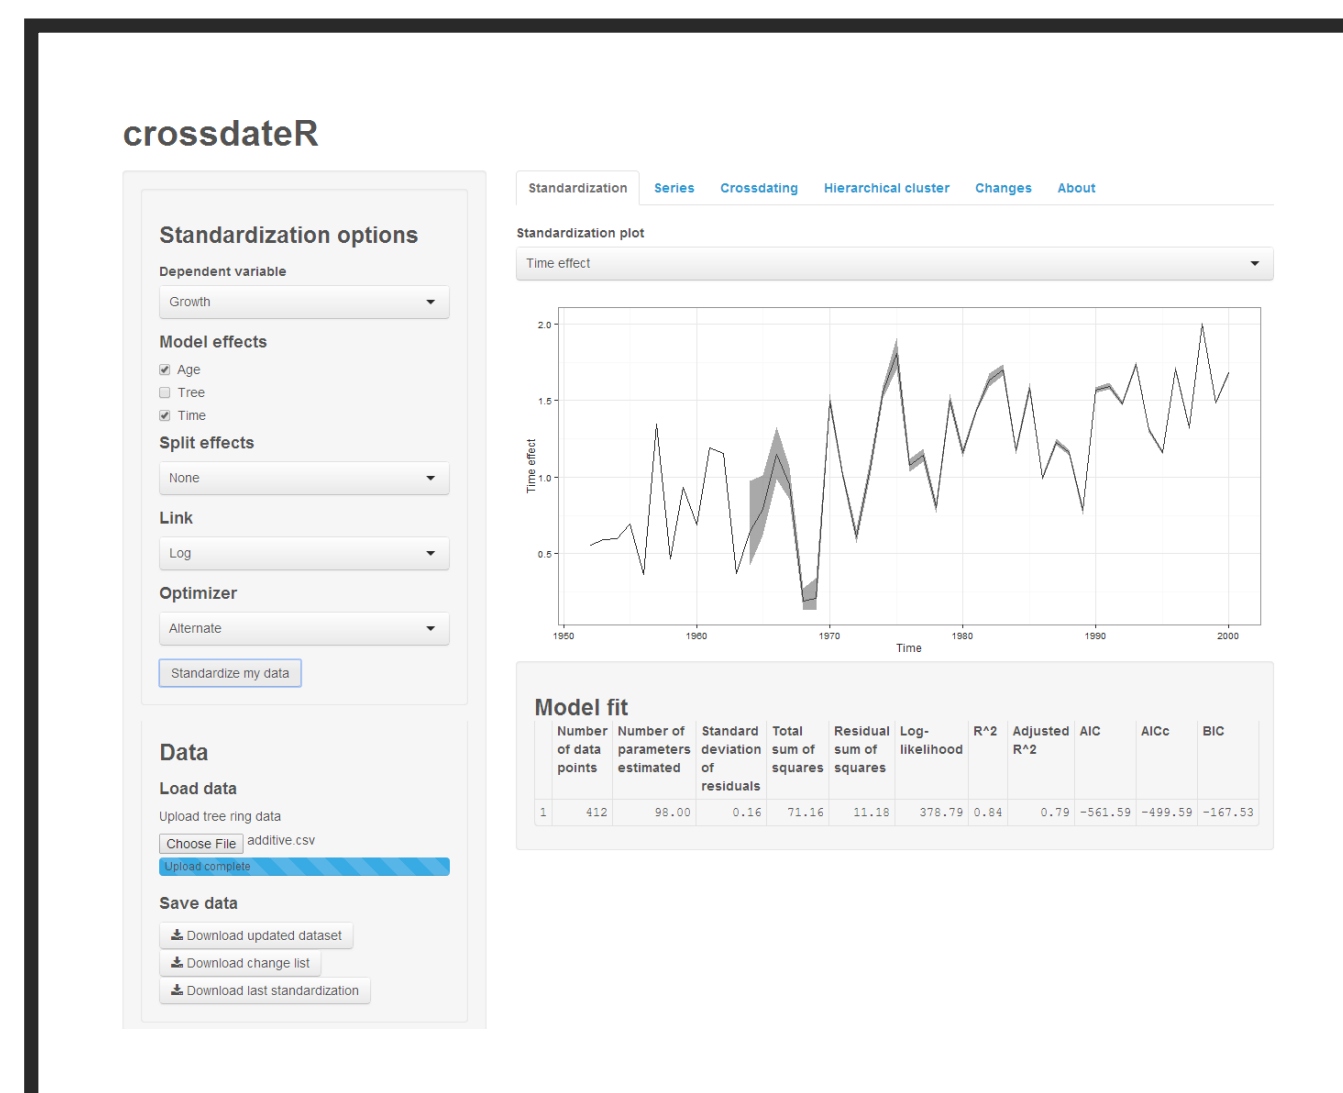 crossdateR
Standardization options
Dependent variable
Growth
Model effects
Age
Tree
Time
Split effects
None
Link
Log
Optimizer
Alternate
Standardize my data
Data
Load data
Upload tree ring data
Choose File additive.csv
Upload complete
Save data
Download updated dataset
Download change list
Download last standardization
Standardization Series Crossdating Hierarchical cluster Changes About
Standardization plot
Time effect
Time effect
2.0
1.5
1.0
0.5
1950 1960 1970 1980 1990 2000
Time
Model fit
Number Number of Standard Total Residual Log- R^2 Adjusted AIC AICc BIC
of data parameters deviation sum of sum of likelihood R^2
points estimated of squares squares
residuals
1 412 98.00 0.16 71.16 11.18 378.79 0.84 0.79 -561.59 -499.59 -167.53